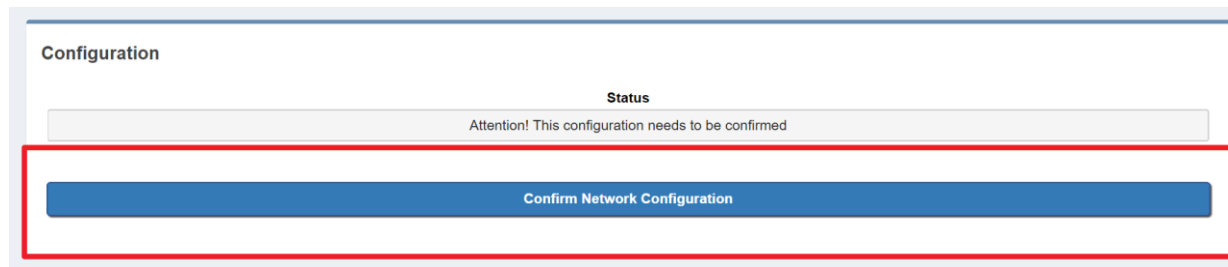 Configuration
Status
Attention! This configuration needs to be confirmed
Confirm Network Configuration